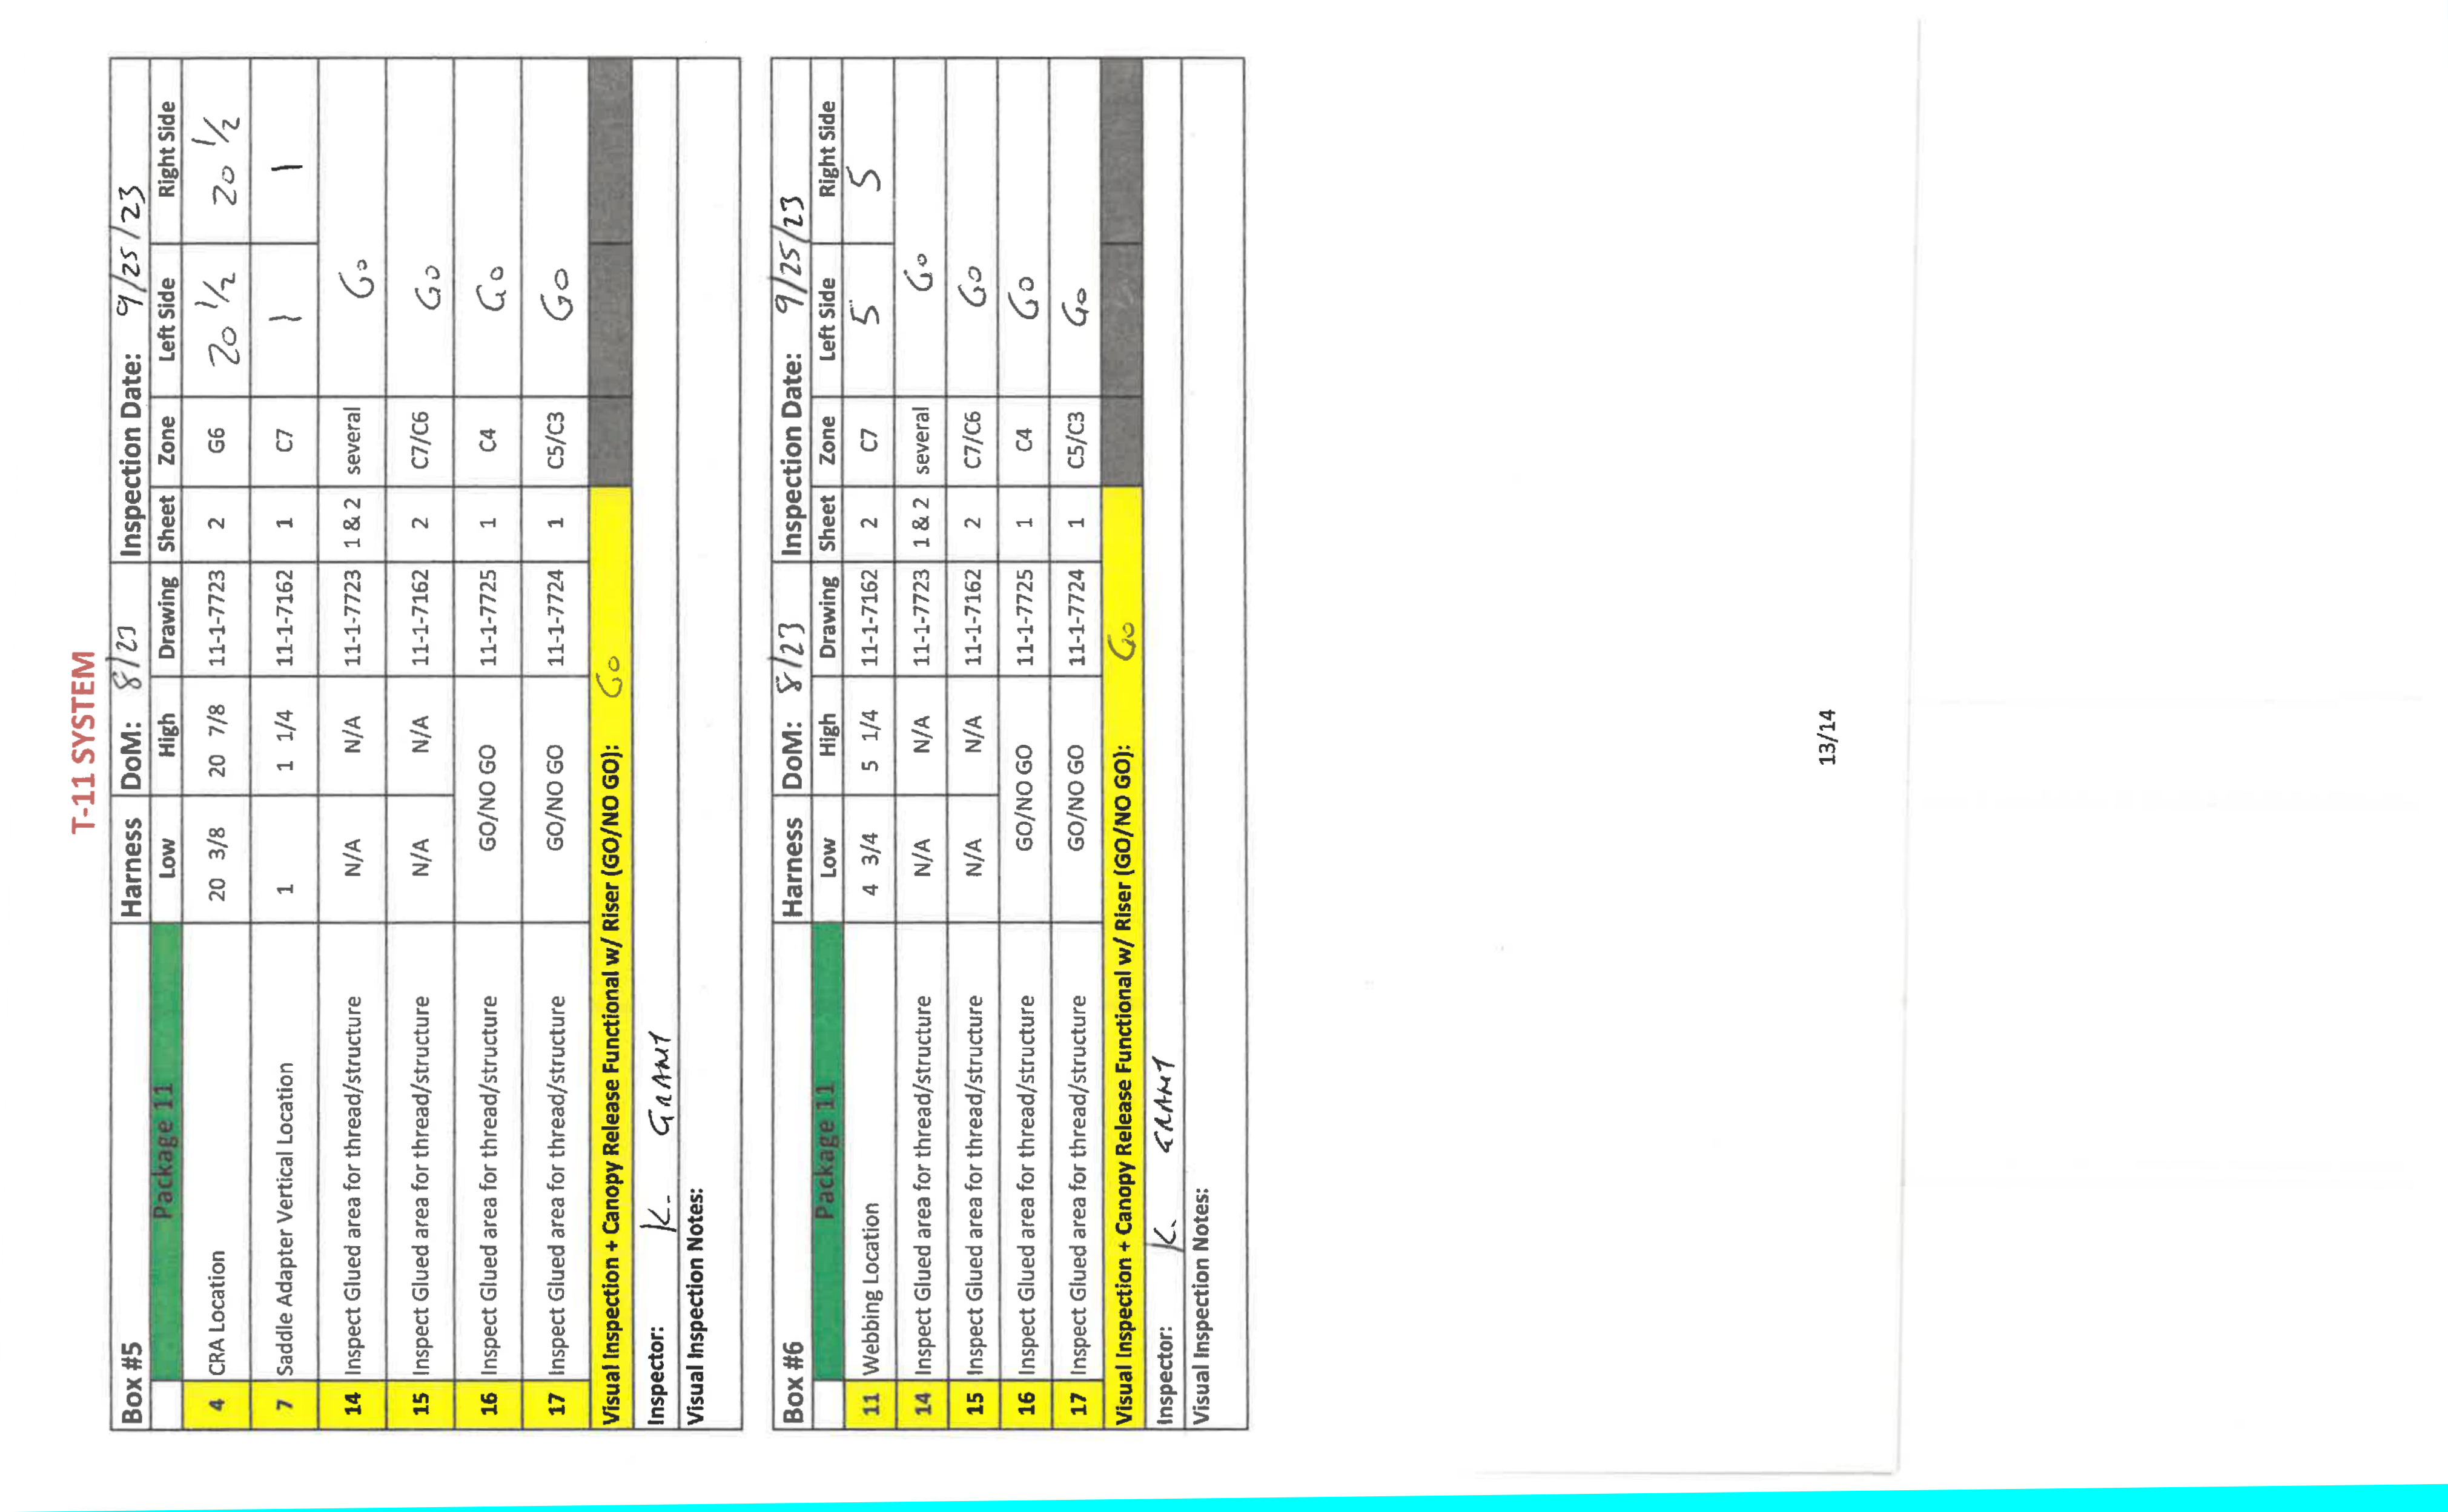 T-11 SYSTEM
Box #5 Harness DoM: 8/23 Inspection Date: 9/25/23
Package 11 Low High Drawing Sheet Zone Left Side Right Side
4 CRA Location 20 3/8 20 7/8 11-1-7723 2 G6 20 1/2 20 1/2
7 Saddle Adapter Vertical Location 1 1 1/4 11-1-7162 1 C7 1 1
14 Inspect Glued area for thread/structure N/A N/A 11-1-7723 1 & 2 several Go
15 Inspect Glued area for thread/structure N/A N/A 11-1-7162 2 C7/C6 Go
16 Inspect Glued area for thread/structure GO/NO GO 11-1-7725 1 C4 Go
17 Inspect Glued area for thread/structure GO/NO GO 11-1-7724 1 C5/C3 GO
Visual Inspection + Canopy Release Functional w/ Riser (GO/NO GO): Go
Inspector: K. GRANT
Visual Inspection Notes:
Box #6 Harness DoM: 8/23 Inspection Date: 9/25/23
Package 11 Low High Drawing Sheet Zone Left Side Right Side
11 Webbing Location 4 3/4 5 1/4 11-1-7162 2 C7 5 5
14 Inspect Glued area for thread/structure N/A N/A 11-1-7723 1 & 2 several Go
15 Inspect Glued area for thread/structure N/A N/A 11-1-7162 2 C7/C6 Go
16 Inspect Glued area for thread/structure GO/NO GO 11-1-7725 1 C4 Go
17 Inspect Glued area for thread/structure GO/NO GO 11-1-7724 1 C5/C3 Go
Visual Inspection + Canopy Release Functional w/ Riser (GO/NO GO): Go
Inspector: K. GRANT
Visual Inspection Notes:
13/14